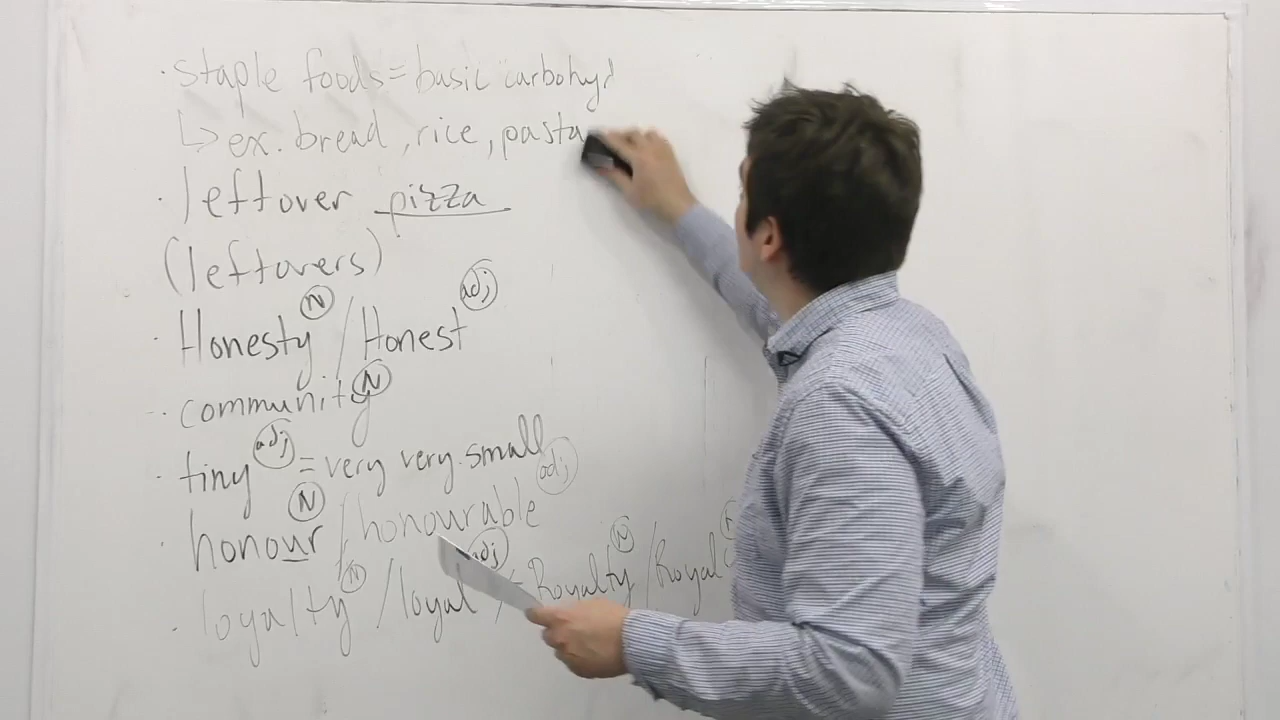 · staple foods = basic "carbohy
↳ ex. bread, rice, pasta
· leftover pizza
(leftovers)
· Honesty (N) / Honest (adj)
· community (N)
· tiny (adj) = very very small
· honour (N) / honourable (adj)
· loyalty (N) / loyal (adj) Royalty (N) / Royal